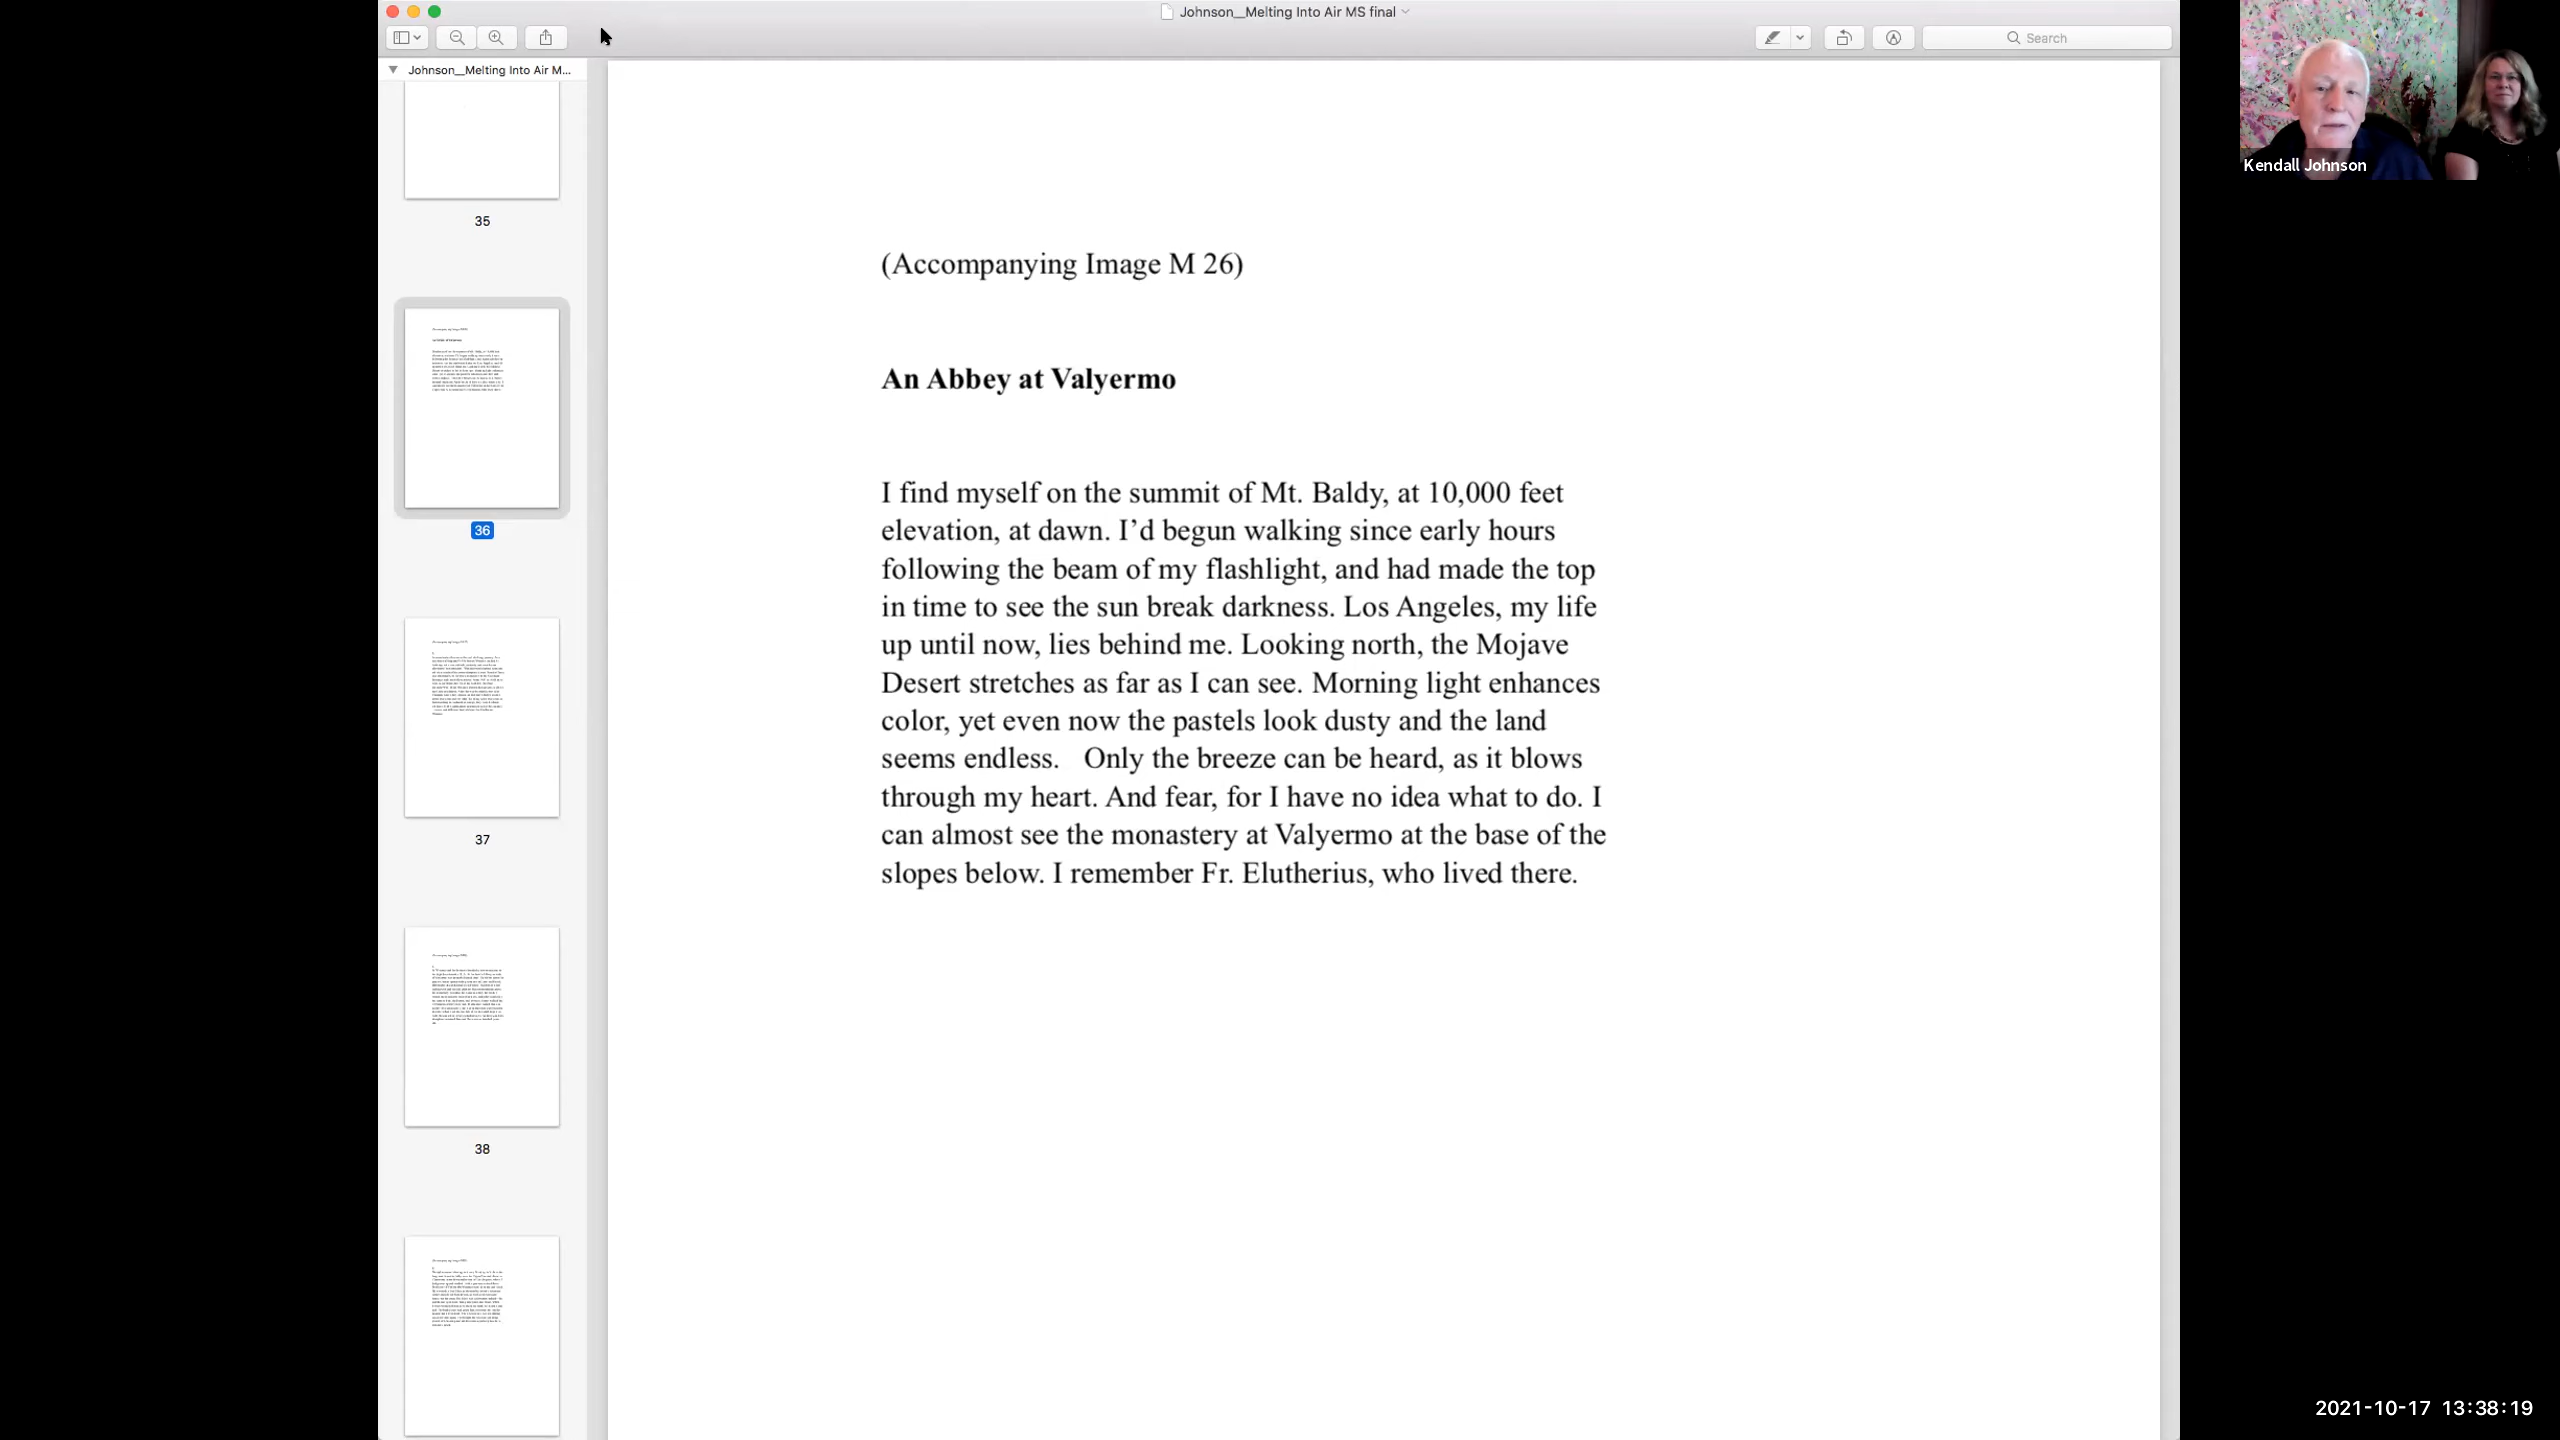 Johnson__Melting Into Air MS final
Search
Johnson__Melting Into Air M...
35
36
37
38
(Accompanying Image M 26)
An Abbey at Valyermo
I find myself on the summit of Mt. Baldy, at 10,000 feet
elevation, at dawn. I’d begun walking since early hours
following the beam of my flashlight, and had made the top
in time to see the sun break darkness. Los Angeles, my life
up until now, lies behind me. Looking north, the Mojave
Desert stretches as far as I can see. Morning light enhances
color, yet even now the pastels look dusty and the land
seems endless.   Only the breeze can be heard, as it blows
through my heart. And fear, for I have no idea what to do. I
can almost see the monastery at Valyermo at the base of the
slopes below. I remember Fr. Elutherius, who lived there.
Kendall Johnson
2021-10-17 13:38:19